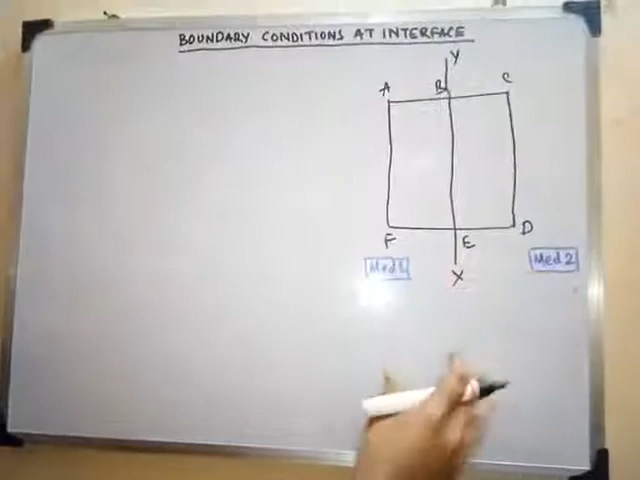 BOUNDARY CONDITIONS AT INTERFACE
Y
A B C
F E D
Med 1 Med 2
X